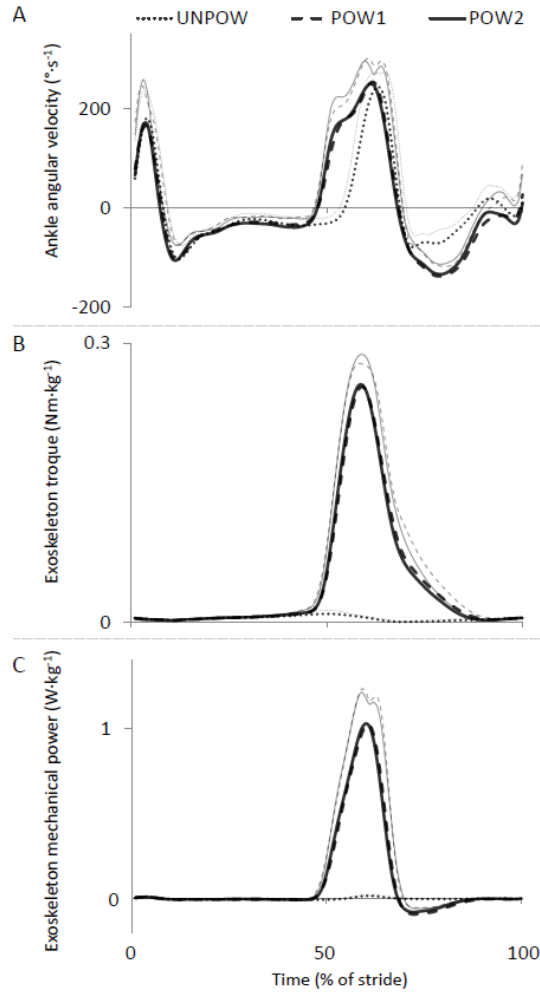 A
UNPOW POW1 POW2
Ankle angular velocity (°·s⁻¹)
200
0
-200
B
Exoskeleton troque (Nm·kg⁻¹)
0.3
0
C
Exoskeleton mechanical power (W·kg⁻¹)
1
0
0 50 100
Time (% of stride)